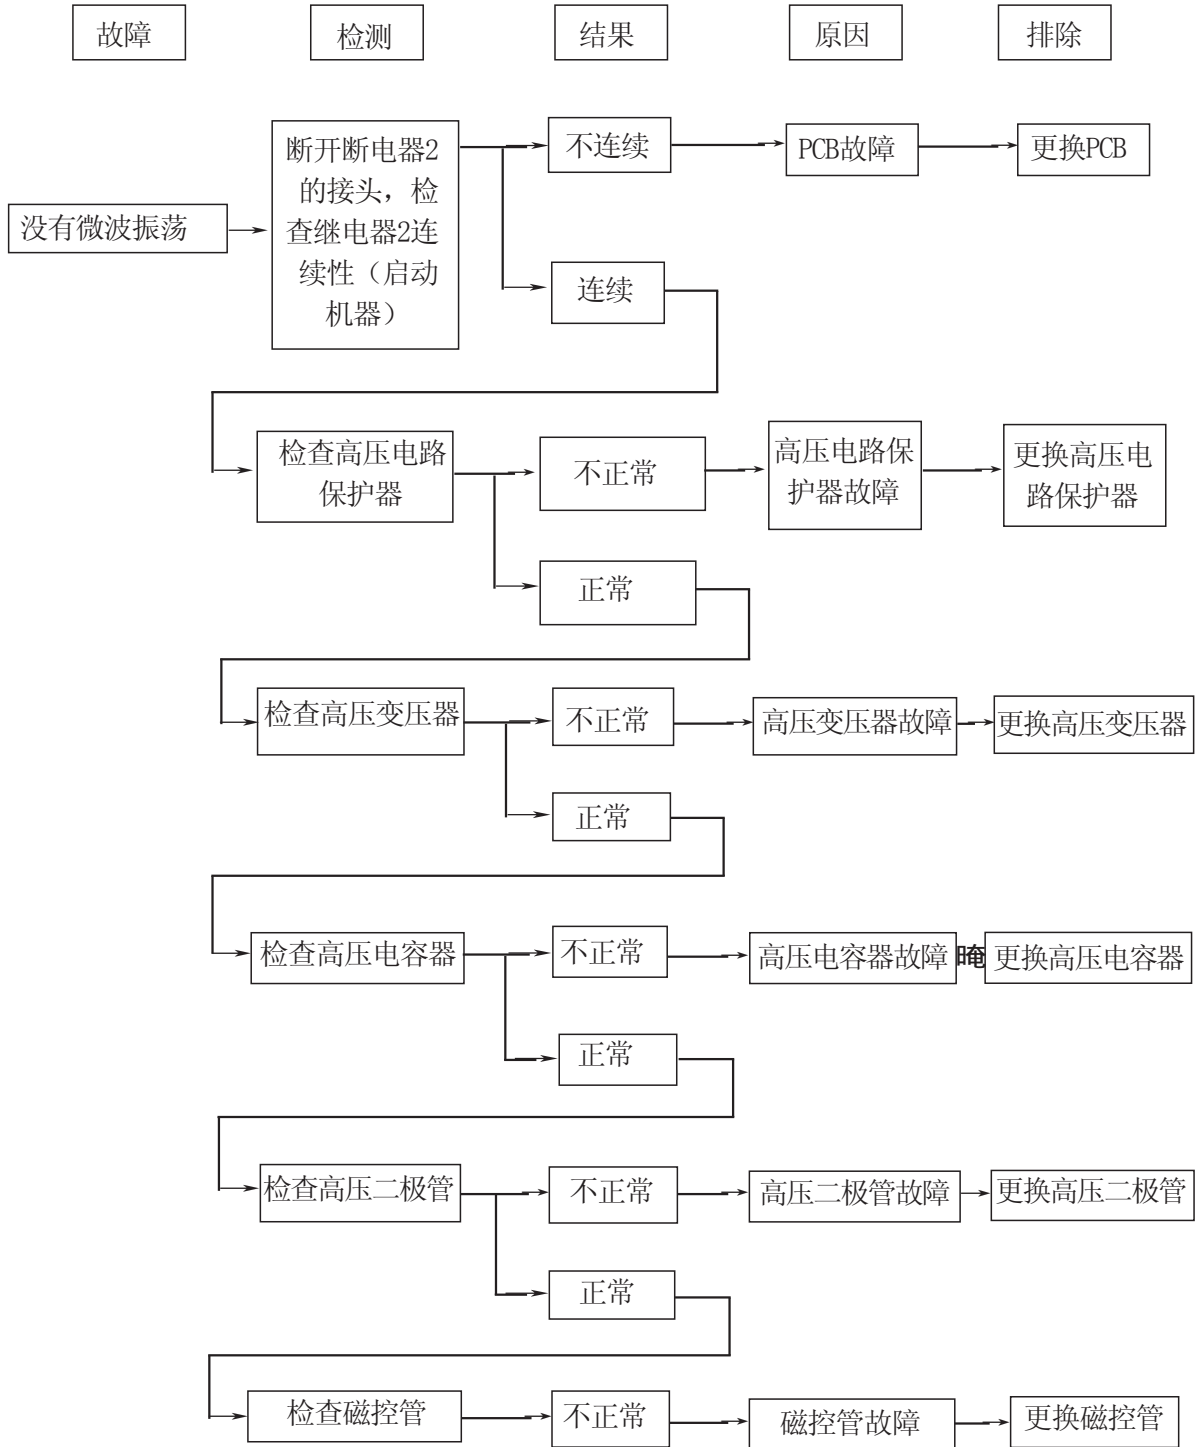 故障
检测
结果
原因
排除
没有微波振荡
断开断电器2
的接头，检
查继电器2连
续性（启动
机器）
不连续
PCB故障
更换PCB
连续
检查高压电路
保护器
不正常
高压电路保
护器故障
更换高压电
路保护器
正常
检查高压变压器
不正常
高压变压器故障
更换高压变压器
正常
检查高压电容器
不正常
高压电容器故障
晻
更换高压电容器
正常
检查高压二极管
不正常
高压二极管故障
更换高压二极管
正常
检查磁控管
不正常
磁控管故障
更换磁控管